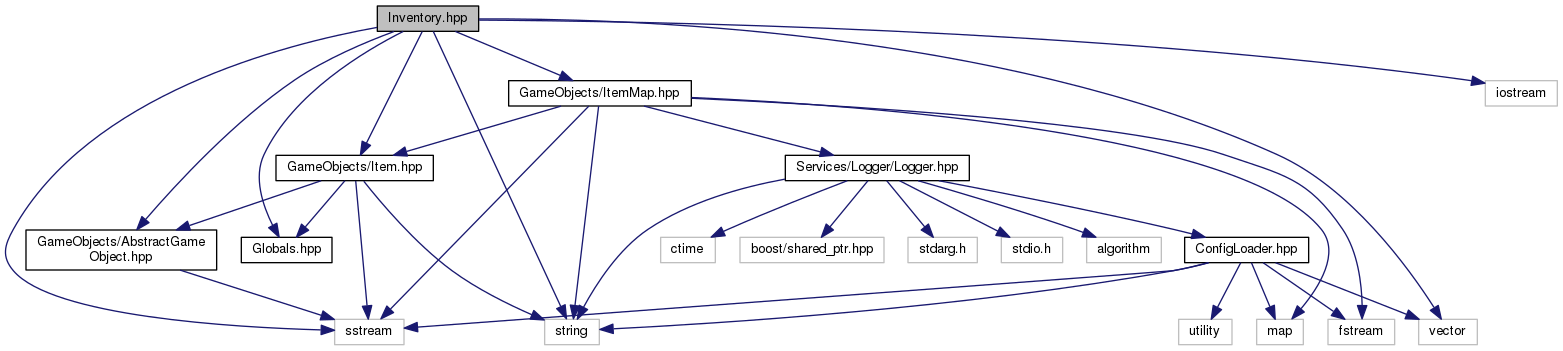 Inventory.hpp
GameObjects/ItemMap.hpp
iostream
GameObjects/Item.hpp
Services/Logger/Logger.hpp
GameObjects/AbstractGame
Object.hpp
Globals.hpp
ctime
boost/shared_ptr.hpp
stdarg.h
stdio.h
algorithm
ConfigLoader.hpp
sstream
string
utility
map
fstream
vector